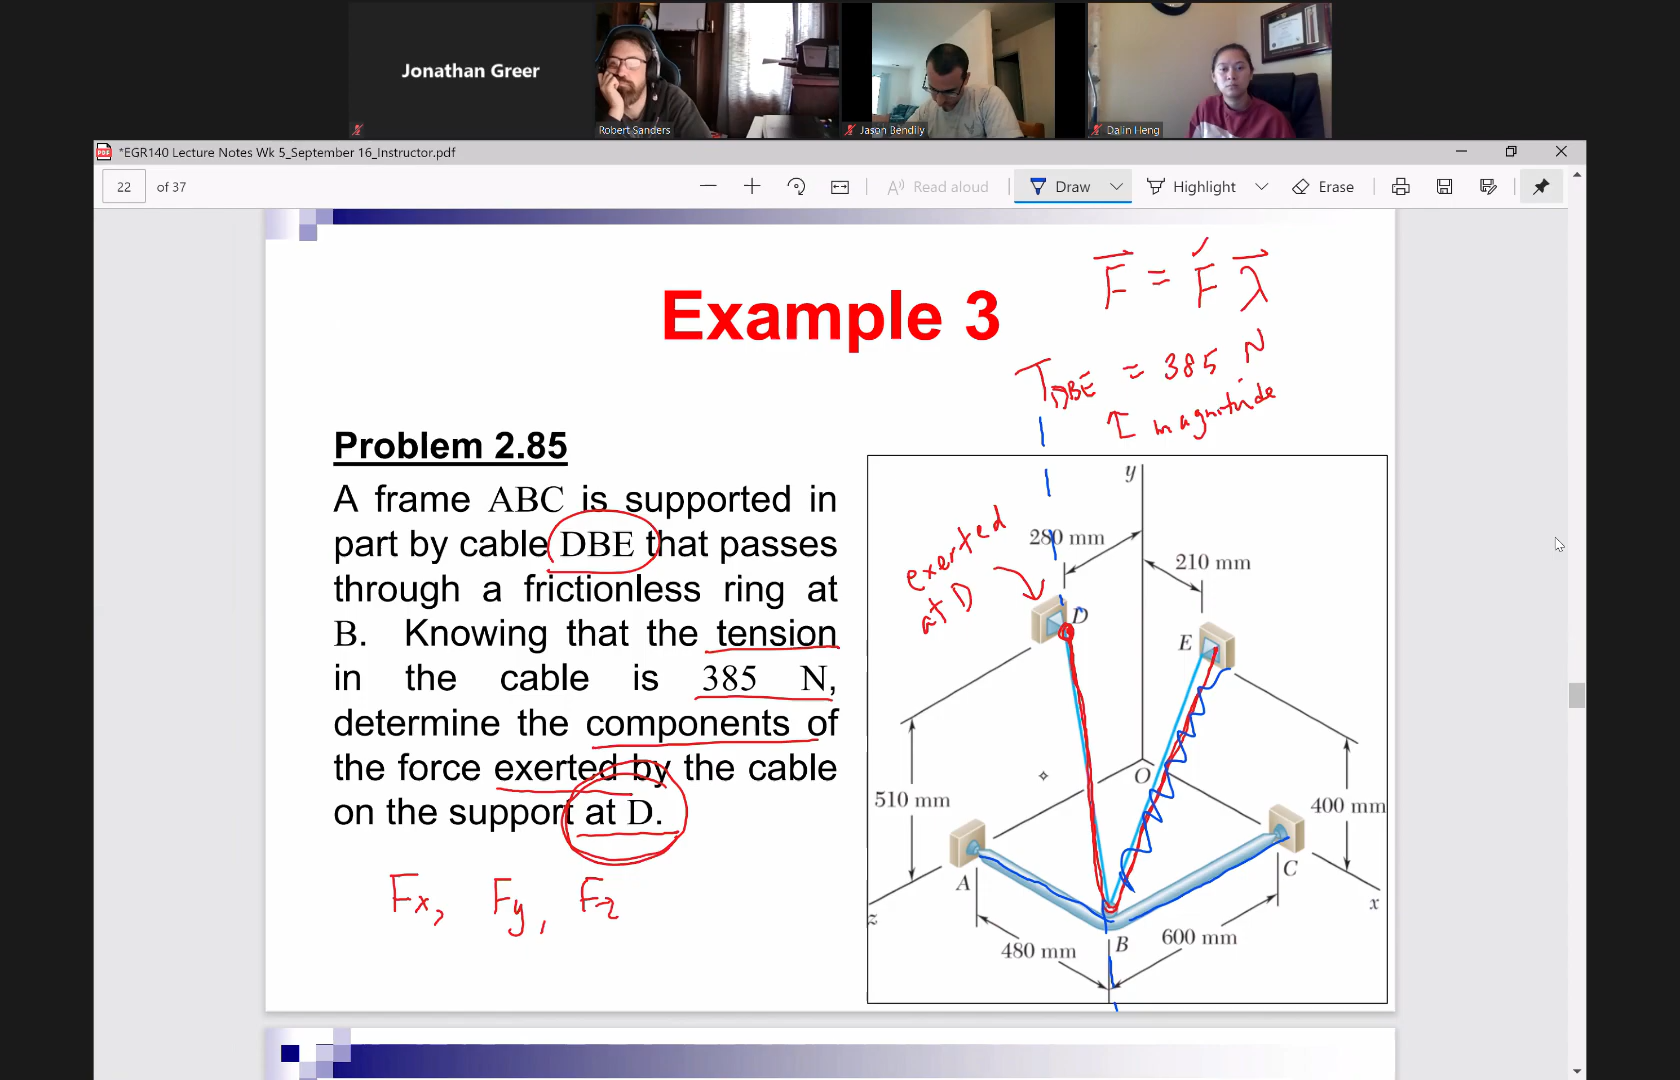 Jonathan Greer
Robert Sanders
Jason Bendily
Dalin Heng
*EGR140 Lecture Notes Wk 5_September 16_Instructor.pdf
22 of 37
Read aloud
Draw
Highlight
Erase
F = F λ
Example 3
T DBE = 385 N
magnitude
Problem 2.85
A frame ABC is supported in
part by cable DBE that passes
through a frictionless ring at
B. Knowing that the tension
in the cable is 385 N,
determine the components of
the force exerted by the cable
on the support at D.
Fx, Fy, Fz
y
exerted
at D
280 mm
210 mm
D
E
O
510 mm
400 mm
A
C
z
x
480 mm
B
600 mm